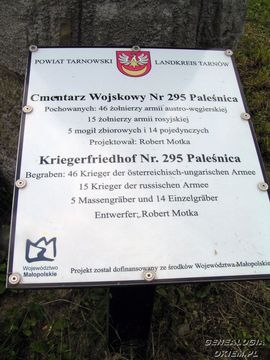 POWIAT TARNOWSKI LANDKREIS TARNÓW
Cmentarz Wojskowy Nr 295 Paleśnica
Pochowanych: 46 żołnierzy armii austro-węgierskiej
15 żołnierzy armii rosyjskiej
5 mogił zbiorowych i 14 pojedynczych
Projektował: Robert Motka
Kriegerfriedhof Nr. 295 Paleśnica
Begraben: 46 Krieger der österreichisch-ungarischen Armee
15 Krieger der russischen Armee
5 Massengräber und 14 Einzelgräber
Entwerfer: Robert Motka
Województwo
Małopolskie
Projekt został dofinansowany ze środków Województwa Małopolskie
GENEALOGIA
OKIEM.PL